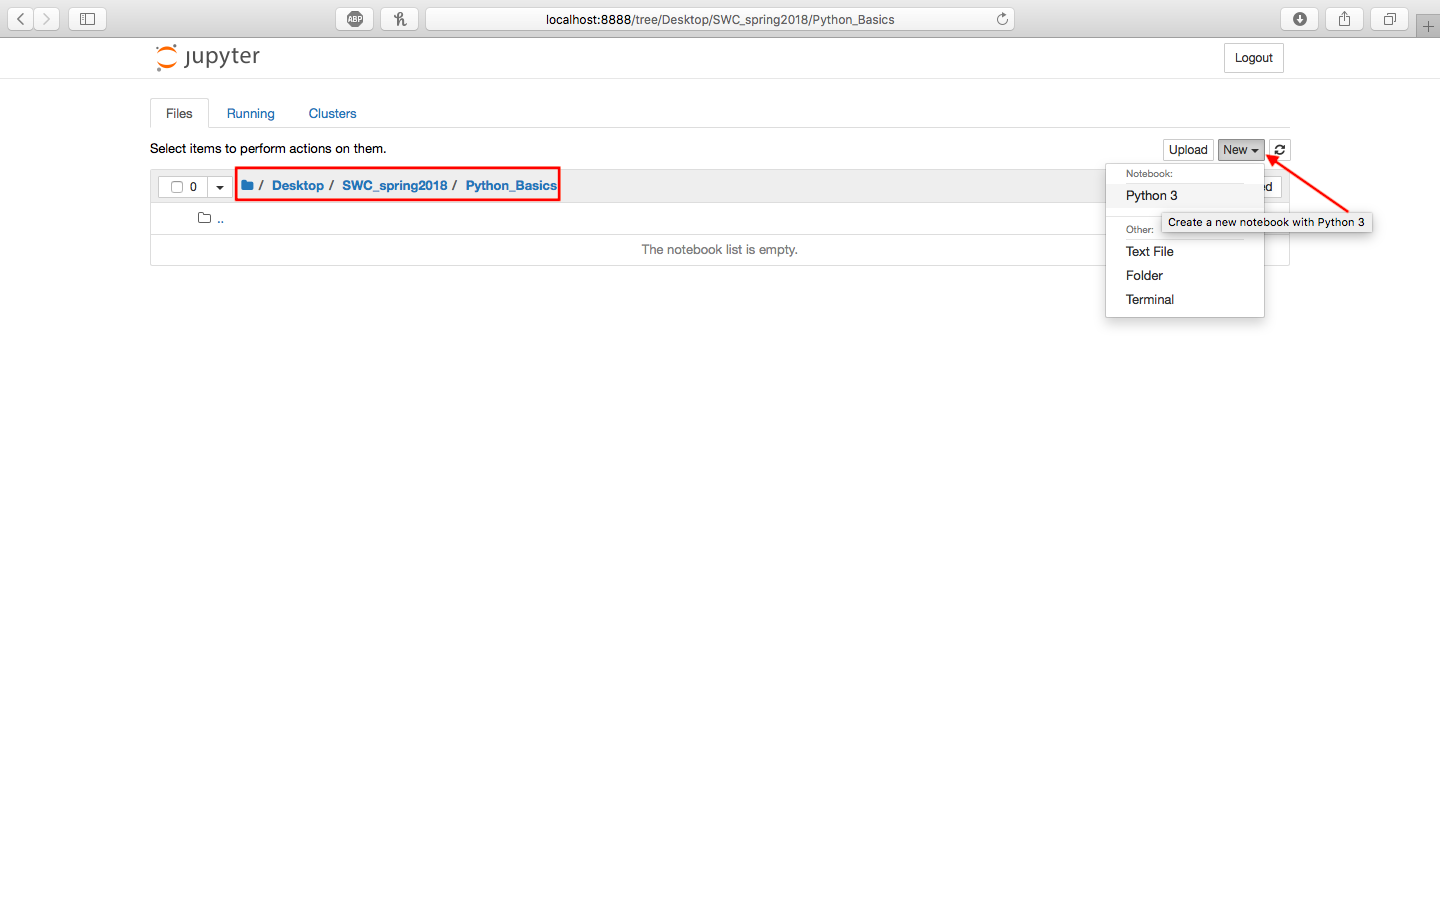 ABP
localhost:8888/tree/Desktop/SWC_spring2018/Python_Basics
jupyter
Logout
Files Running Clusters
Select items to perform actions on them.
Upload New
0 / Desktop / SWC_spring2018 / Python_Basics
Notebook:
Python 3
Create a new notebook with Python 3
..
Other:
The notebook list is empty.
Text File
Folder
Terminal